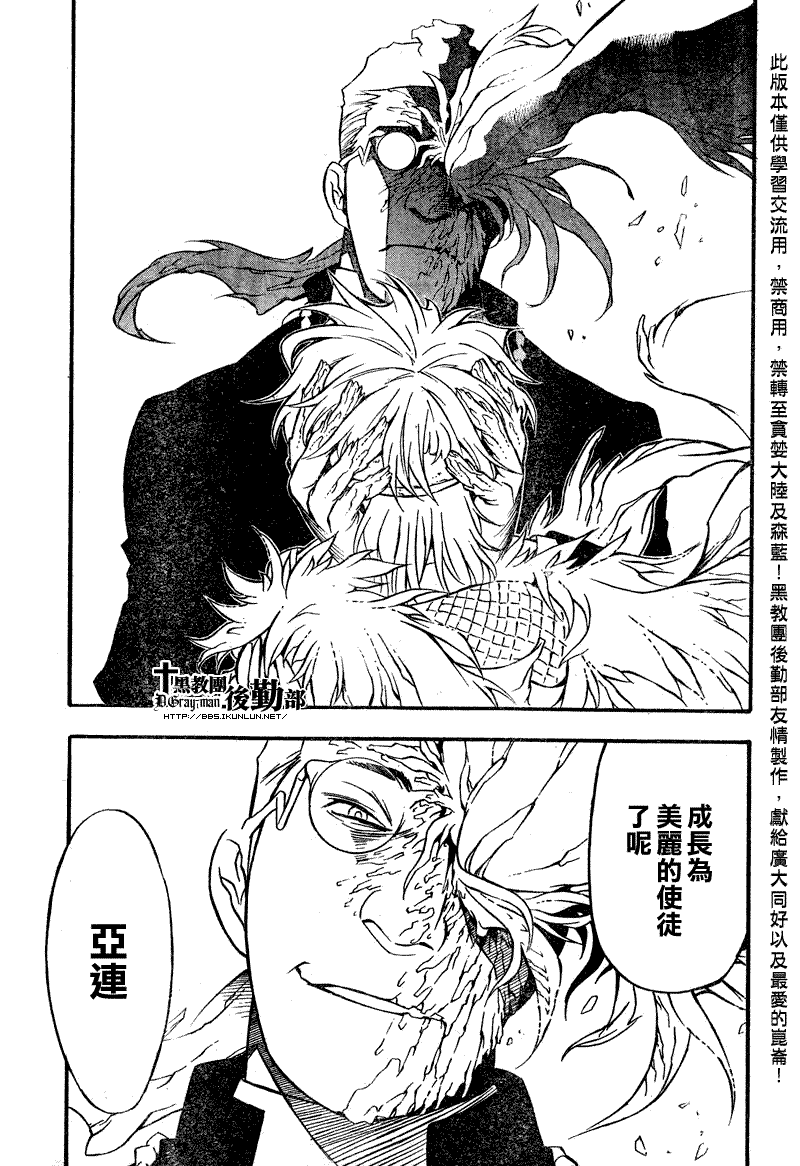 此版本僅供學習交流用，禁商用，禁轉至貪婪大陸及森藍！黑教團後勤部友情製作，獻給廣大同好以及最愛的崑崙！
黑教團
D.Gray-man 後勤部
HTTP://BBS.IKUNLUN.NET/
成長為
美麗的使徒
了呢
亞連